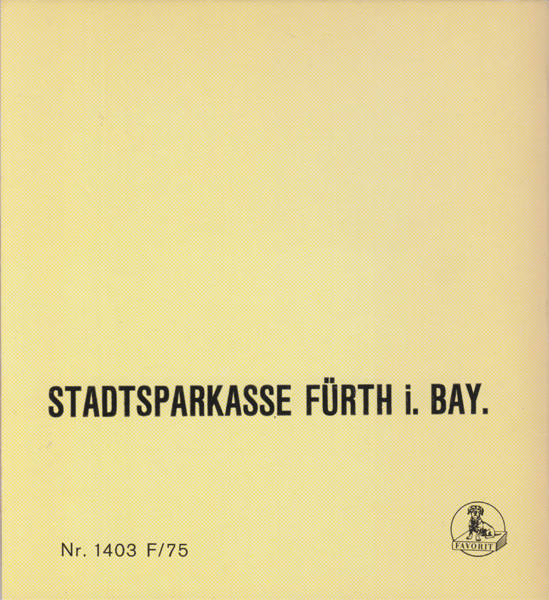 STADTSPARKASSE FÜRTH i. BAY.
FAVORIT
Nr. 1403 F/75